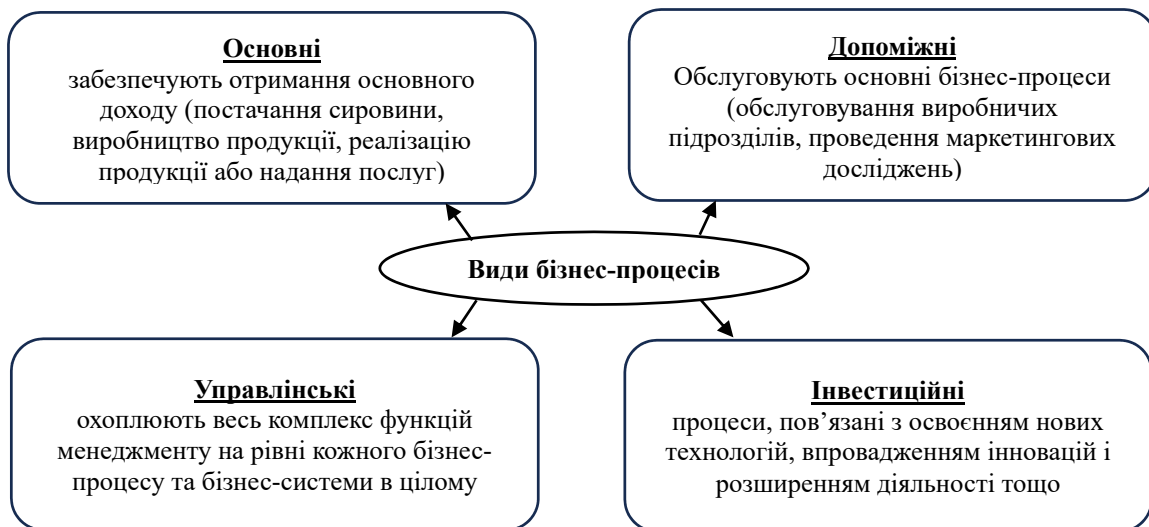 Основні
забезпечують отримання основного
доходу (постачання сировини,
виробництво продукції, реалізацію
продукції або надання послуг)
Допоміжні
Обслуговують основні бізнес-процеси
(обслуговування виробничих
підрозділів, проведення маркетингових
досліджень)
Види бізнес-процесів
Управлінські
охоплюють весь комплекс функцій
менеджменту на рівні кожного бізнес-
процесу та бізнес-системи в цілому
Інвестиційні
процеси, пов’язані з освоєнням нових
технологій, впровадженням інновацій і
розширенням діяльності тощо